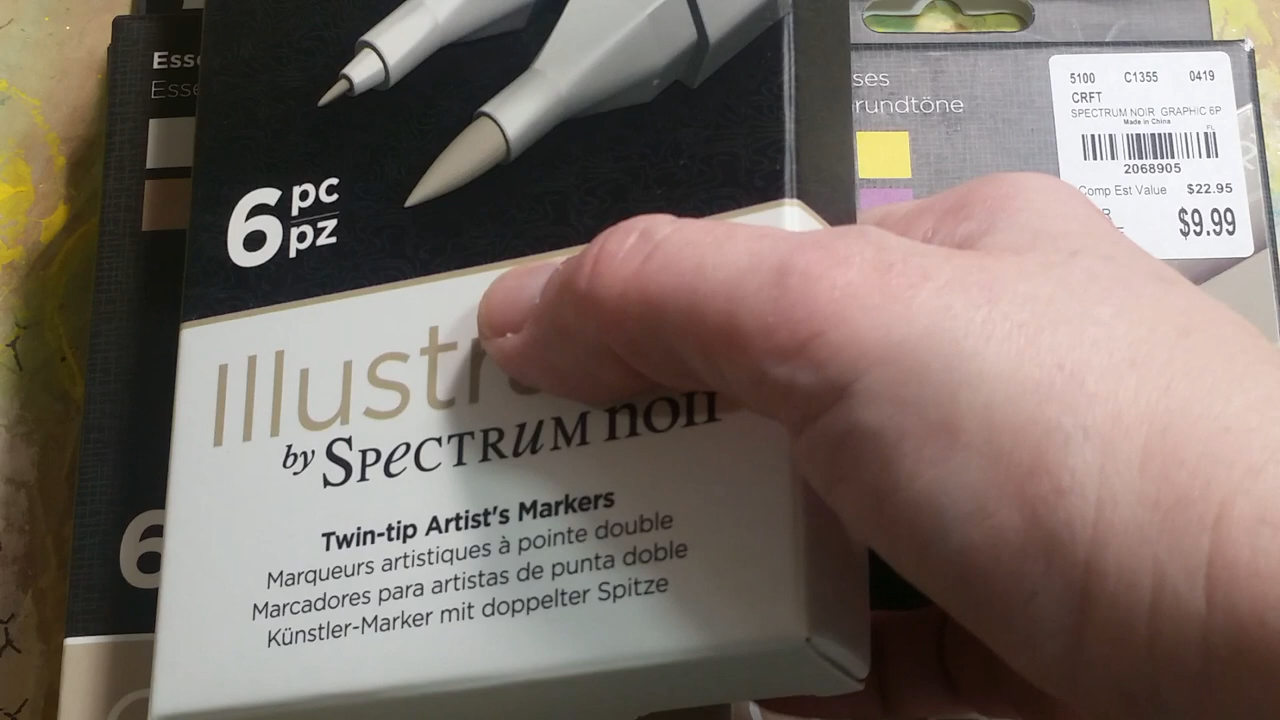 Esse
Esse
6 pc
pz
Illustr
by SPECTRUM noir
Twin-tip Artist's Markers
Marqueurs artistiques à pointe double
Marcadores para artistas de punta doble
Künstler-Marker mit doppelter Spitze
6
ses
rundtöne
5100 C1355 0419
CRFT
SPECTRUM NOIR GRAPHIC 6P
Made in China
FL
2068905
Comp Est Value $22.95
R
$9.99